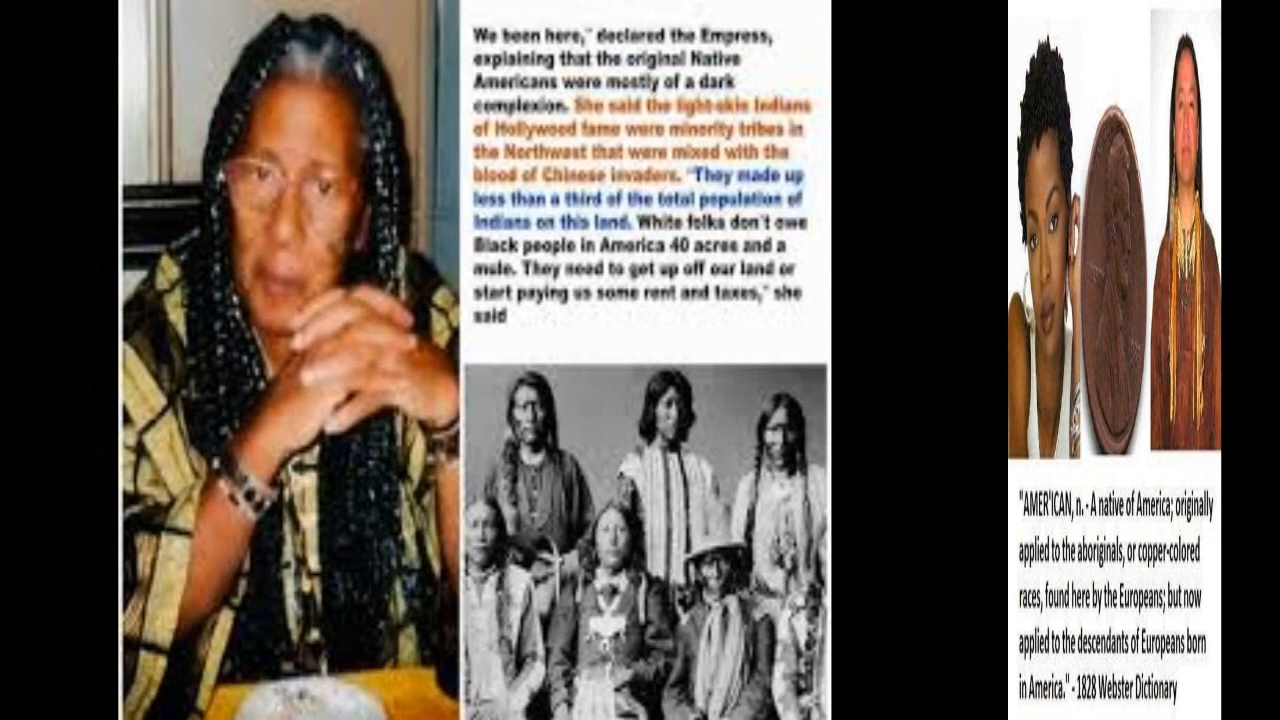 We been here," declared the Empress,
explaining that the original Native
Americans were mostly of a dark
complexion. She said the light-skin Indians
of Hollywood fame were minority tribes in
the Northwest that were mixed with the
blood of Chinese invaders. "They made up
less than a third of the total population of
Indians on this land. White folks don't owe
Black people in America 40 acres and a
mule. They need to get up off our land or
start paying us some rent and taxes," she
said
"AMER'ICAN, n. - A native of America; originally
applied to the aboriginals, or copper-colored
races, found here by the Europeans; but now
applied to the descendants of Europeans born
in America." - 1828 Webster Dictionary